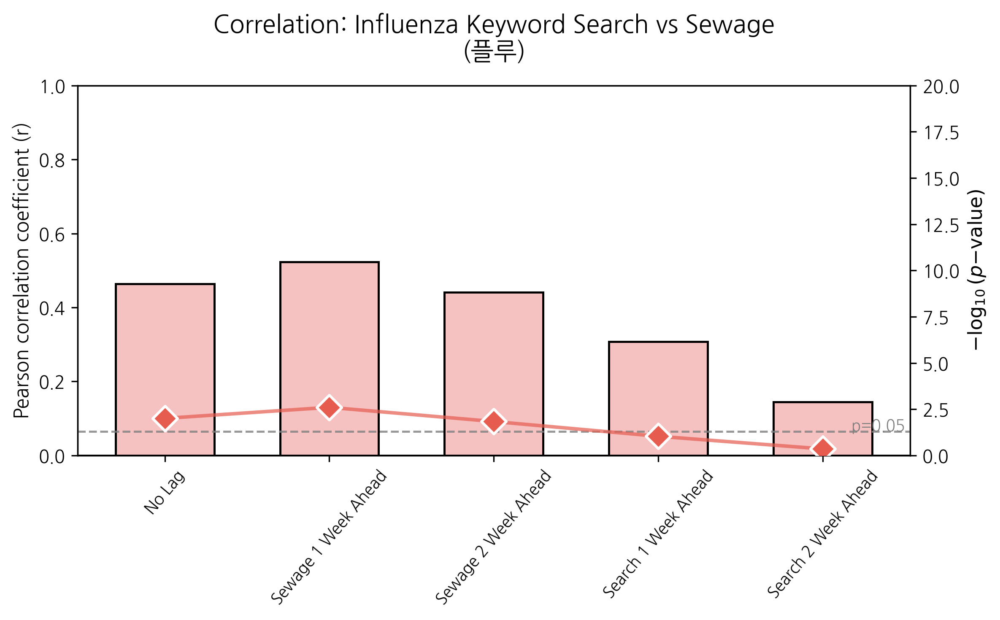 Correlation: Influenza Keyword Search vs Sewage
(플루)
Pearson correlation coefficient (r)
1.0
0.8
0.6
0.4
0.2
0.0
20.0
17.5
15.0
12.5
10.0
7.5
5.0
2.5
0.0
−log₁₀(p−value)
p=0.05
No Lag
Sewage 1 Week Ahead
Sewage 2 Week Ahead
Search 1 Week Ahead
Search 2 Week Ahead